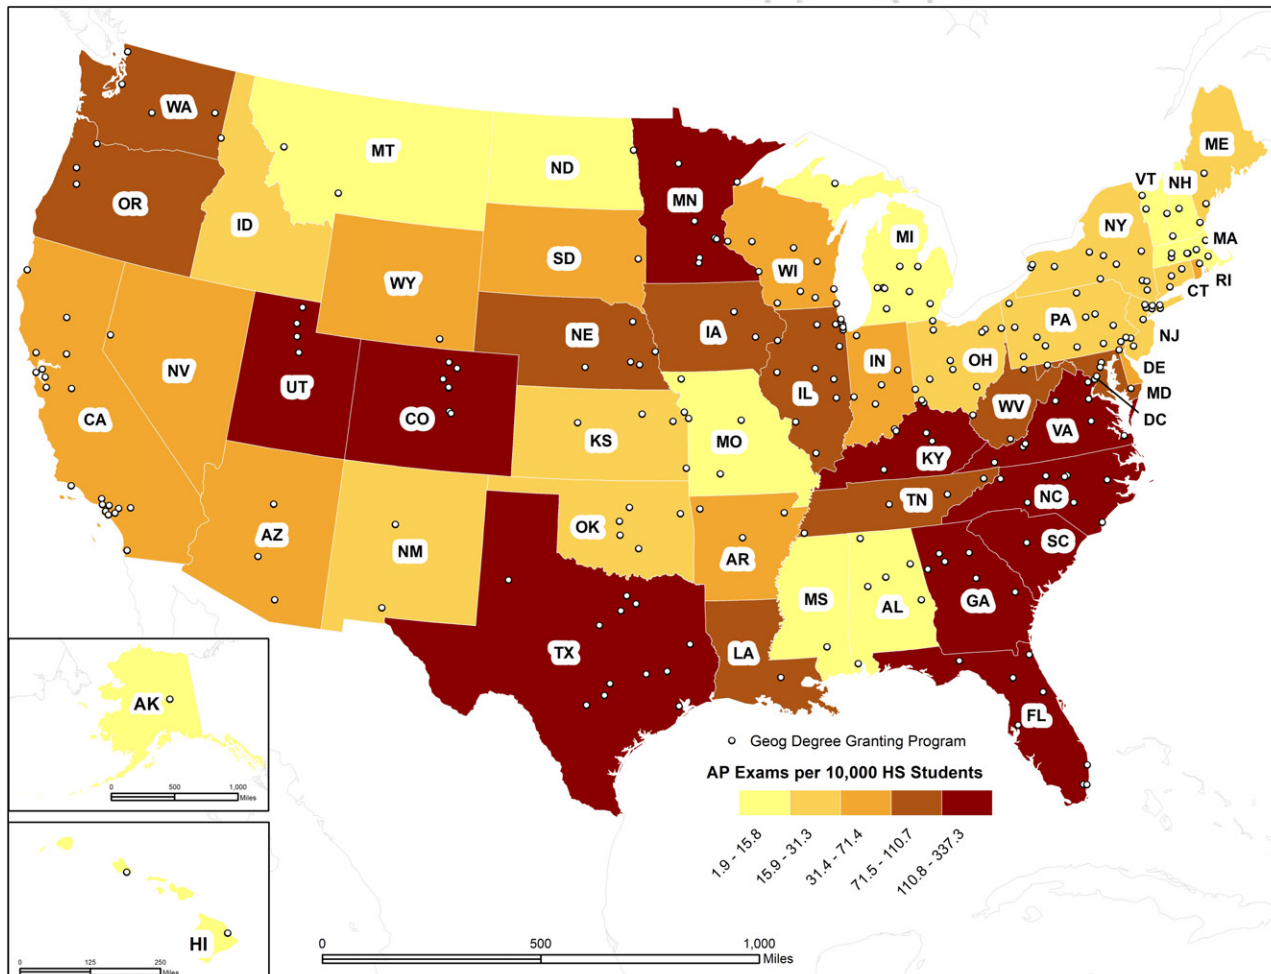 WA
MT
ND
MN
ME
VT
NH
OR
ID
SD
WI
MI
NY
MA
WY
RI
CT
NE
IA
PA
NJ
NV
UT
CO
IL
IN
OH
DE
MD
DC
CA
KS
MO
WV
VA
KY
AZ
NM
OK
AR
TN
NC
SC
MS
AL
GA
TX
LA
FL
AK
0
500
1,000
Miles
HI
0
125
250
Miles
Geog Degree Granting Program
AP Exams per 10,000 HS Students
1.9 - 15.8
15.9 - 31.3
31.4 - 71.4
71.5 - 110.7
110.8 - 337.3
0
500
1,000
Miles